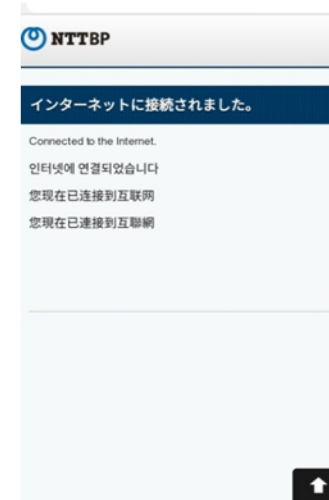 NTTBP
インターネットに接続されました。
Connected to the Internet.
인터넷에 연결되었습니다
您现在已连接到互联网
您現在已連接到互聯網